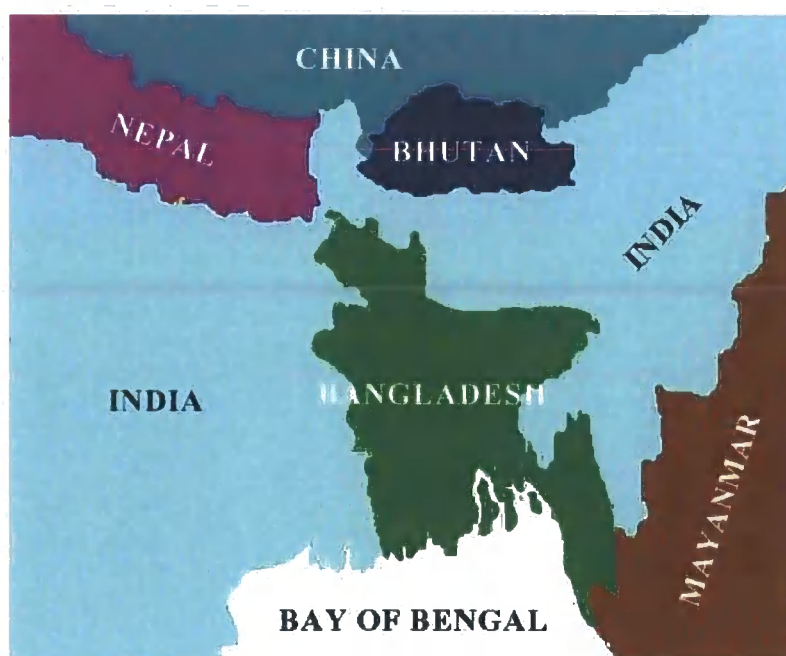 CHINA
NEPAL
BHUTAN
INDIA
INDIA
BANGLADESH
MAYANMAR
BAY OF BENGAL